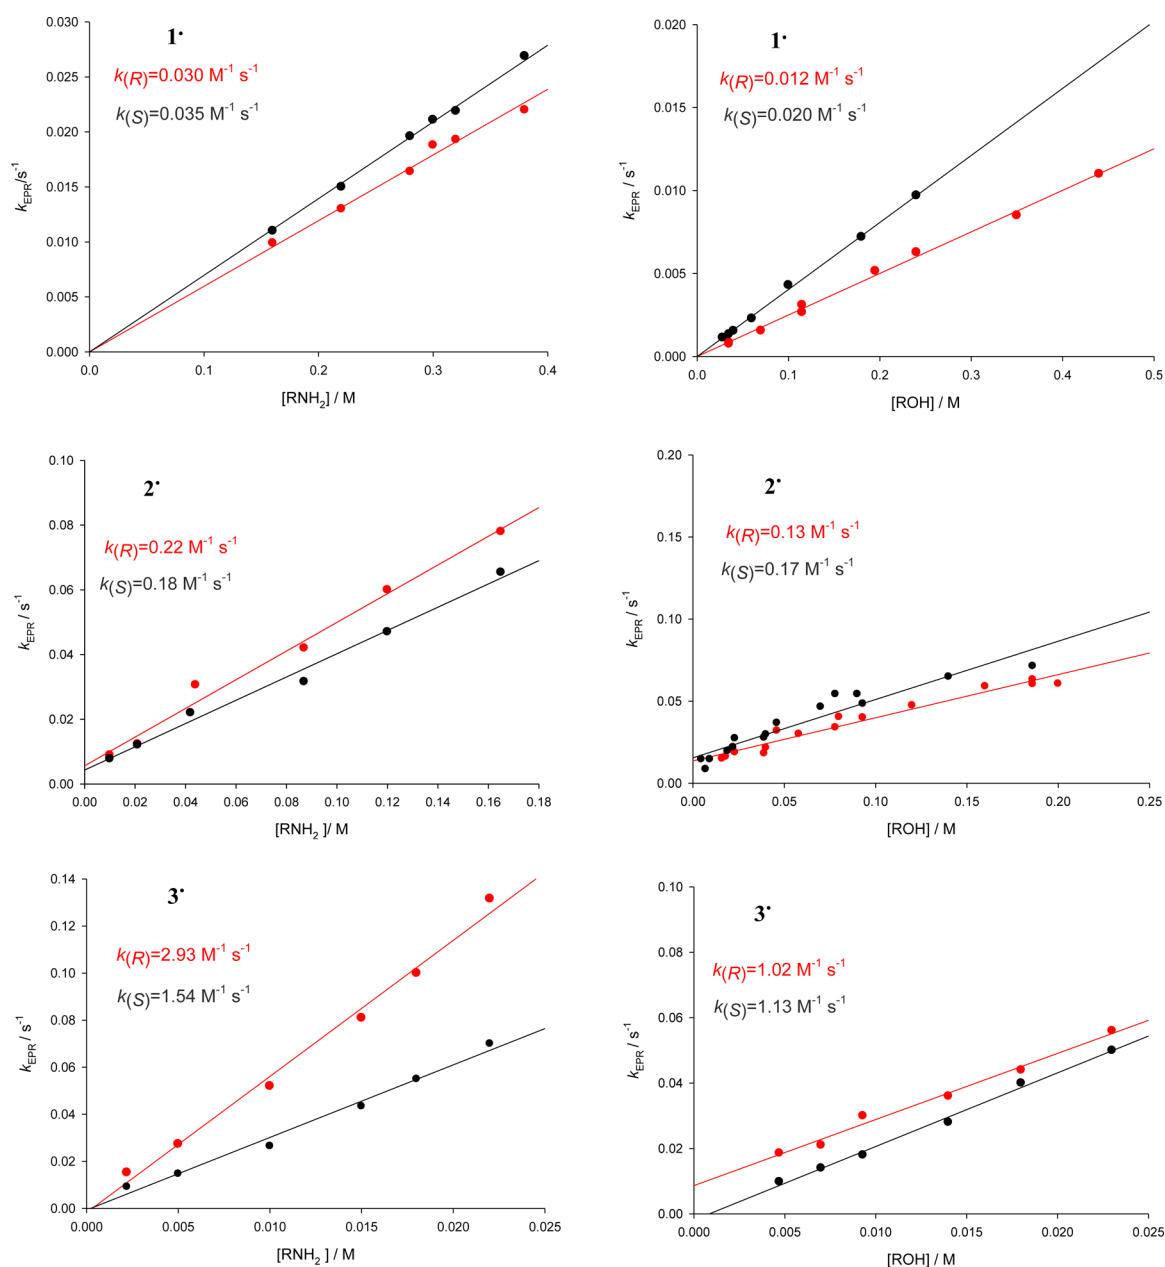 1•
k(R)=0.030 M-1 s-1
k(S)=0.035 M-1 s-1
kEPR/s-1
0.030
0.025
0.020
0.015
0.010
0.005
0.000
0.0 0.1 0.2 0.3 0.4
[RNH2] / M
1•
k(R)=0.012 M-1 s-1
k(S)=0.020 M-1 s-1
kEPR / s-1
0.020
0.015
0.010
0.005
0.000
0.0 0.1 0.2 0.3 0.4 0.5
[ROH] / M
2•
k(R)=0.22 M-1 s-1
k(S)=0.18 M-1 s-1
kEPR / s-1
0.10
0.08
0.06
0.04
0.02
0.00
0.00 0.02 0.04 0.06 0.08 0.10 0.12 0.14 0.16 0.18
[RNH2 ]/ M
2•
k(R)=0.13 M-1 s-1
k(S)=0.17 M-1 s-1
kEPR / s-1
0.20
0.15
0.10
0.05
0.00
0.00 0.05 0.10 0.15 0.20 0.25
[ROH] / M
3•
k(R)=2.93 M-1 s-1
k(S)=1.54 M-1 s-1
kEPR / s-1
0.14
0.12
0.10
0.08
0.06
0.04
0.02
0.00
0.000 0.005 0.010 0.015 0.020 0.025
[RNH2 ] / M
3•
k(R)=1.02 M-1 s-1
k(S)=1.13 M-1 s-1
kEPR / s-1
0.10
0.08
0.06
0.04
0.02
0.00
0.000 0.005 0.010 0.015 0.020 0.025
[ROH] / M